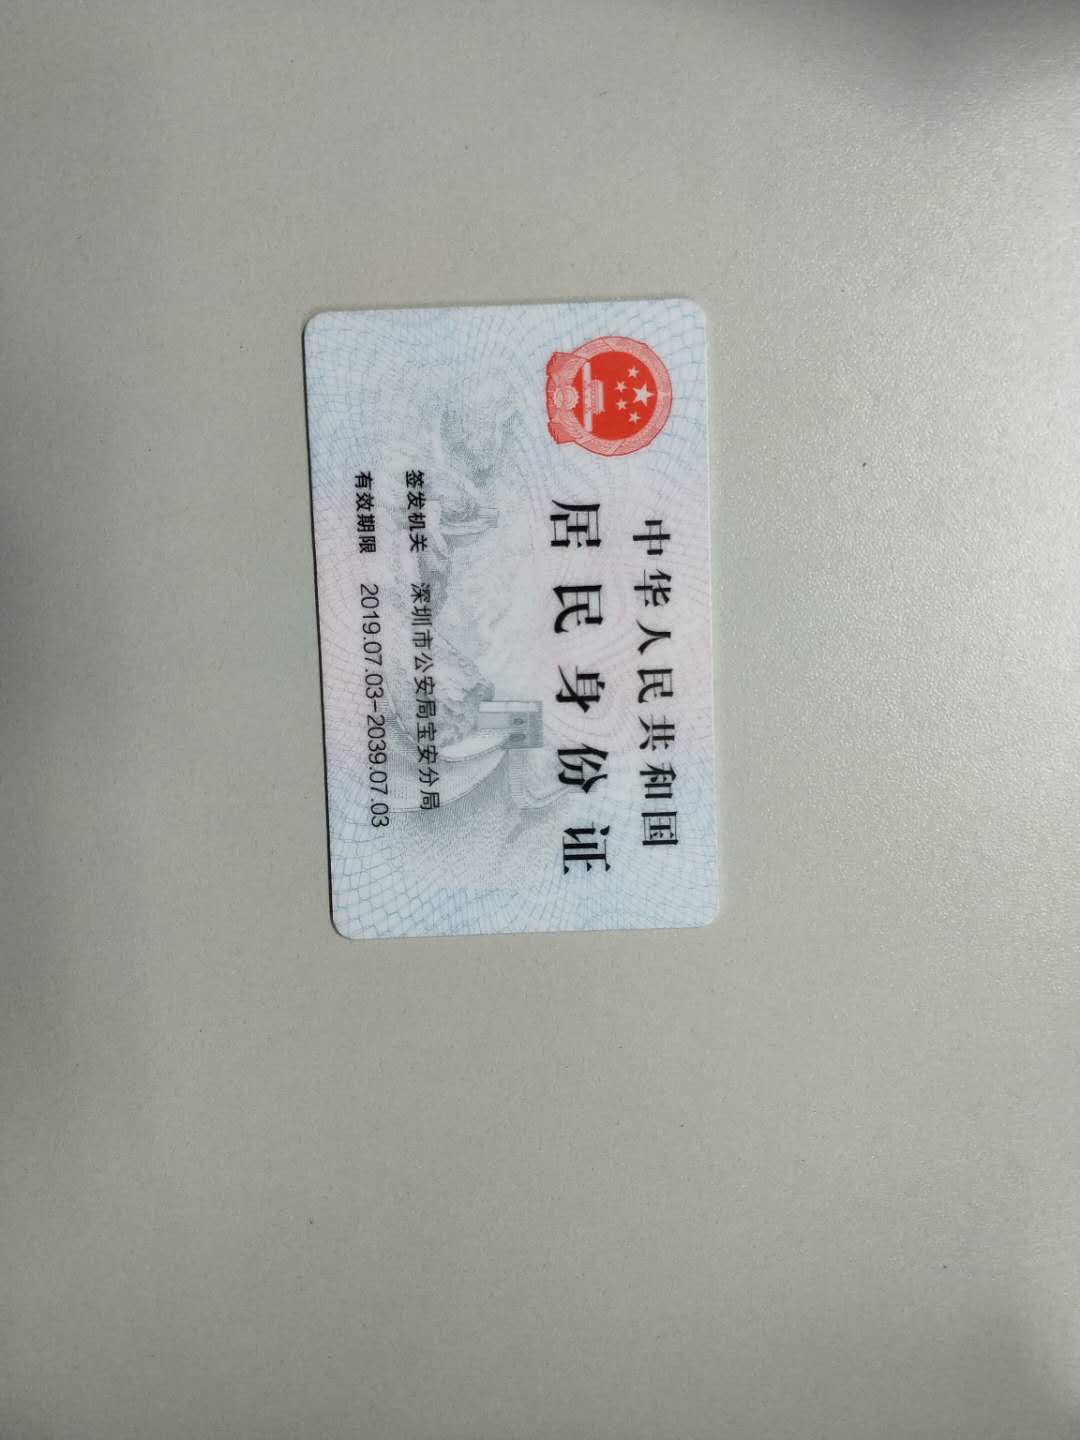 中华人民共和国
居民身份证
签发机关 深圳市公安局宝安分局
有效期限 2019.07.03-2039.07.03